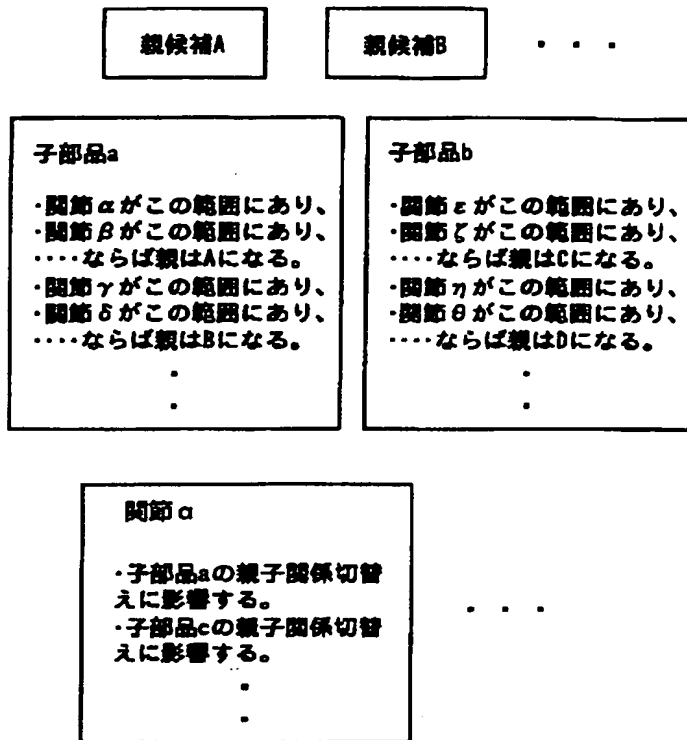 親候補A
親候補B
・・・
子部品a
・関節αがこの範囲にあり、
・関節βがこの範囲にあり、
・・・・ならば親はAになる。
・関節γがこの範囲にあり、
・関節δがこの範囲にあり、
・・・・ならば親はBになる。
・
・
子部品b
・関節εがこの範囲にあり、
・関節ζがこの範囲にあり、
・・・・ならば親はCになる。
・関節ηがこの範囲にあり、
・関節θがこの範囲にあり、
・・・・ならば親はDになる。
・
・
関節α
・子部品aの親子関係切替
えに影響する。
・子部品cの親子関係切替
えに影響する。
・
・
・・・